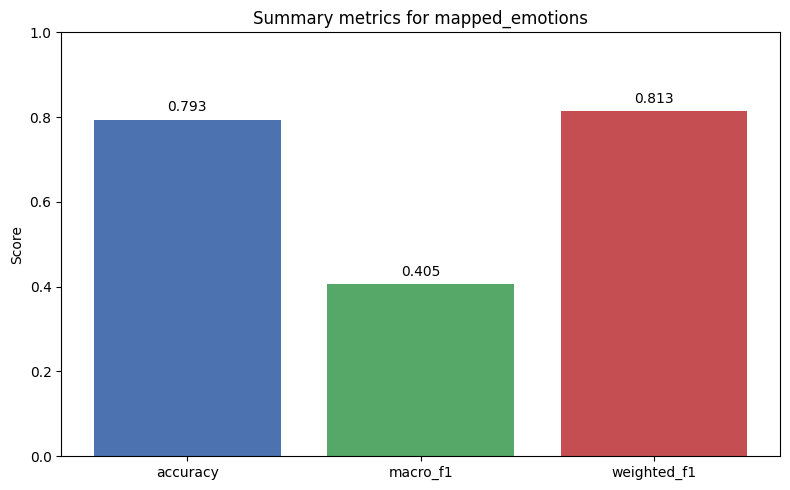 Summary metrics for mapped_emotions
1.0
0.8
0.6
0.4
0.2
0.0
Score
0.793
0.405
0.813
accuracy
macro_f1
weighted_f1